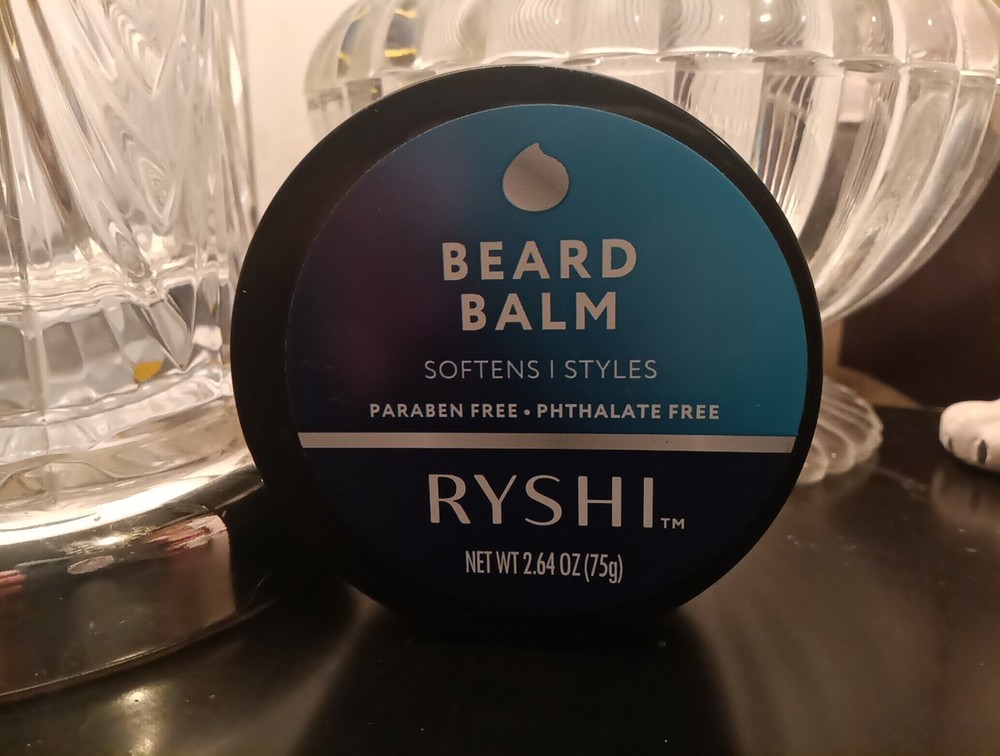 BEARD
BALM
SOFTENS | STYLES
PARABEN FREE • PHTHALATE FREE
RYSHI™
NET WT 2.64 OZ (75g)